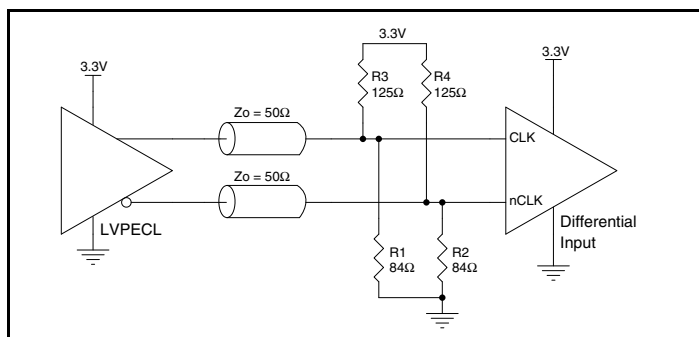 3.3V
3.3V
3.3V
R3
125Ω
R4
125Ω
Zo = 50Ω
CLK
Zo = 50Ω
nCLK
LVPECL
Differential
Input
R1
84Ω
R2
84Ω